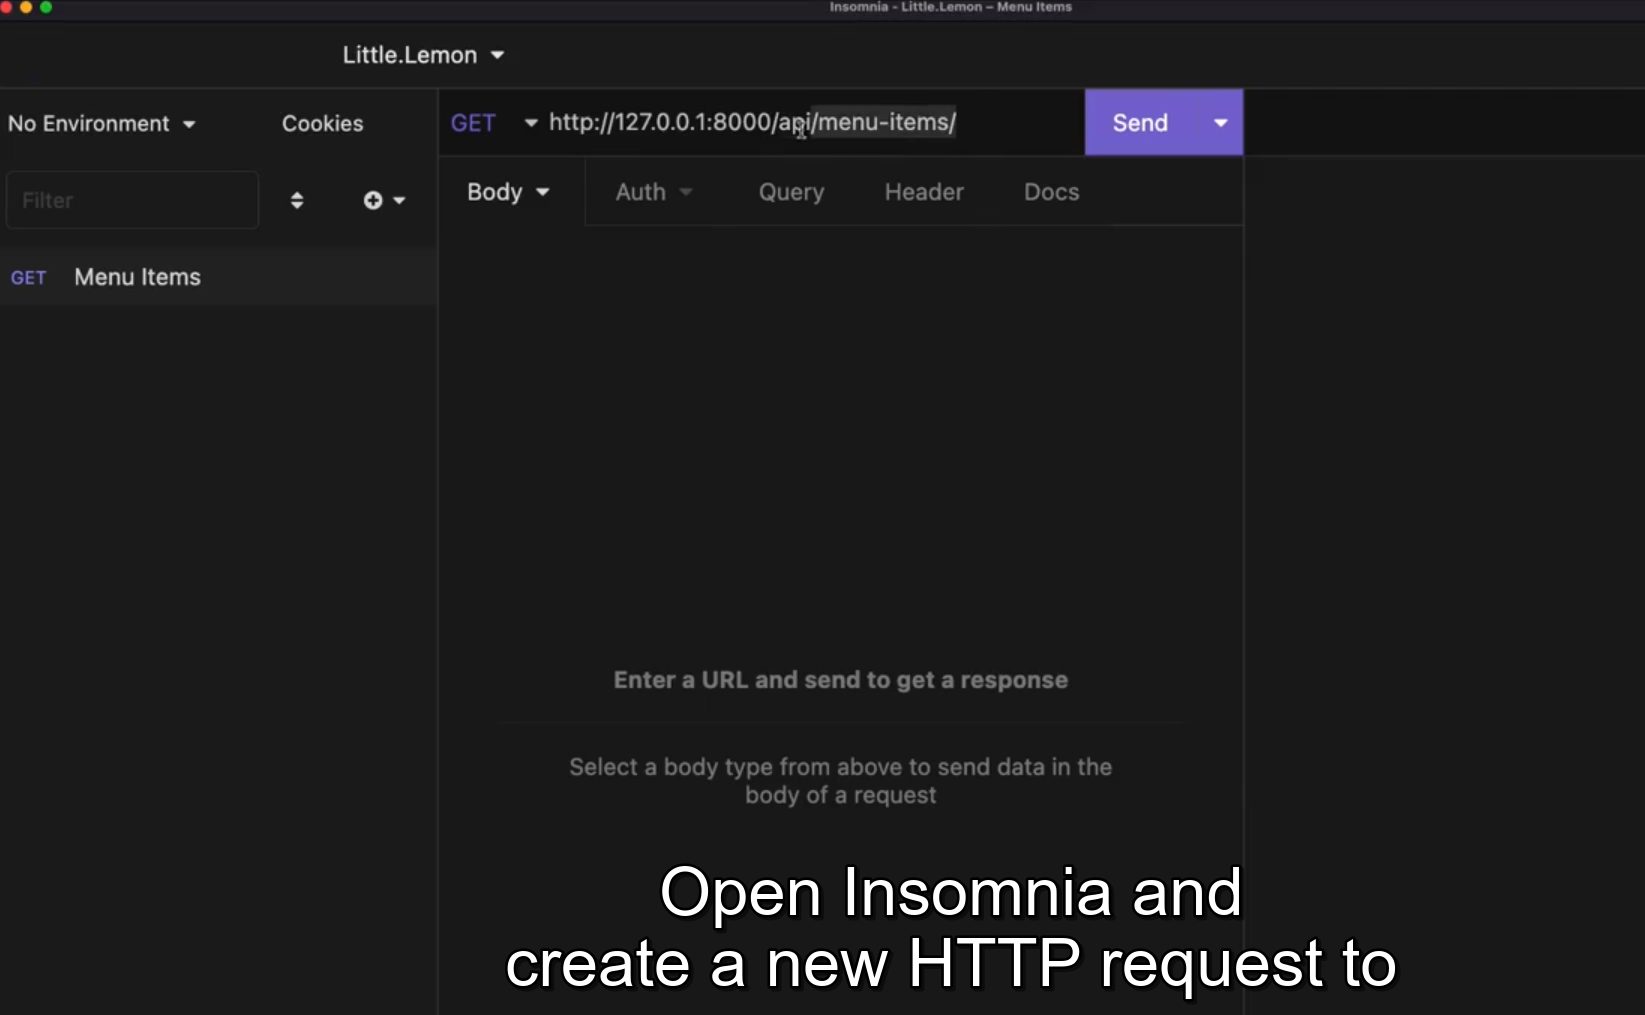 Insomnia - Little.Lemon – Menu Items
Little.Lemon
No Environment
Cookies
GET http://127.0.0.1:8000/api/menu-items/
Send
Filter
Body
Auth
Query
Header
Docs
GET Menu Items
Enter a URL and send to get a response
Select a body type from above to send data in the
body of a request
Open Insomnia and
create a new HTTP request to